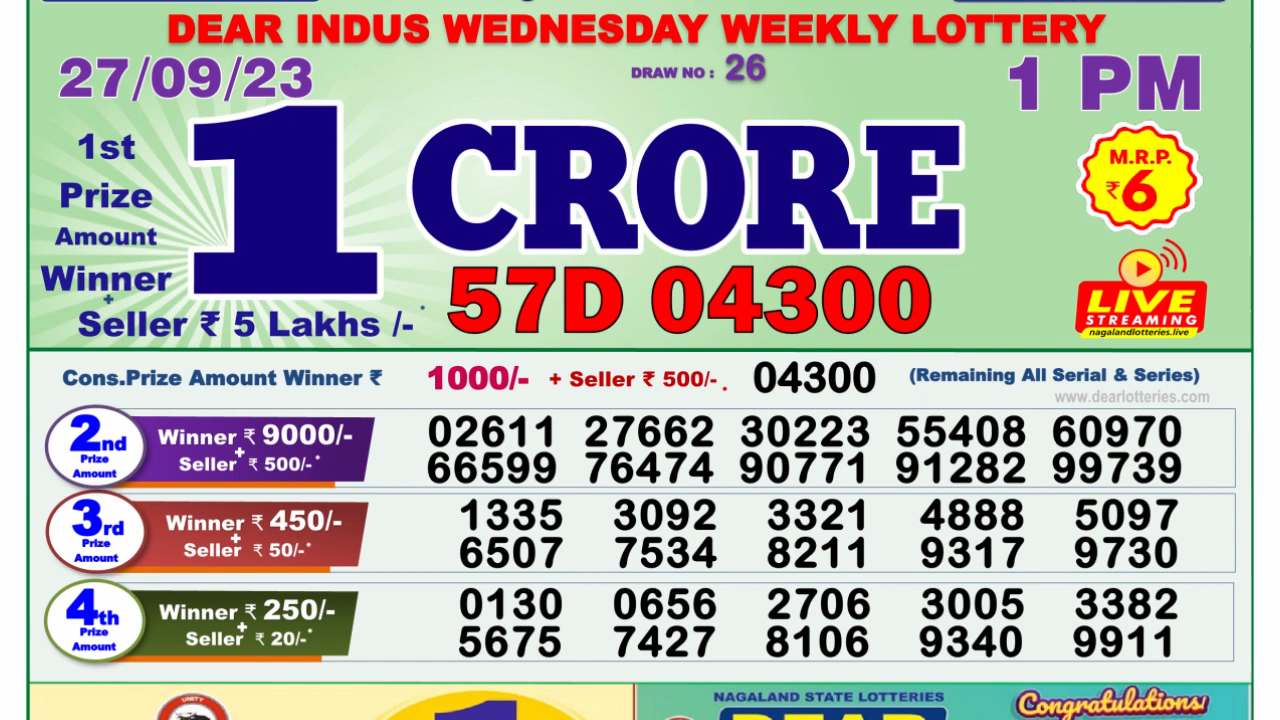 DEAR INDUS WEDNESDAY WEEKLY LOTTERY
27/09/23 DRAW NO : 26 1 PM
1st Prize Amount
1 CRORE
M.R.P. ₹6
Winner + Seller ₹ 5 Lakhs /-*
57D 04300
LIVE
STREAMING
nagalandlotteries.live
Cons.Prize Amount Winner ₹ 1000/- + Seller ₹ 500/-. 04300 (Remaining All Serial & Series)
www.dearlotteries.com
2nd Prize Amount
Winner ₹ 9000/-
+
Seller ₹ 500/-*
02611 27662 30223 55408 60970
66599 76474 90771 91282 99739
3rd Prize Amount
Winner ₹ 450/-
+
Seller ₹ 50/-*
1335 3092 3321 4888 5097
6507 7534 8211 9317 9730
4th Prize Amount
Winner ₹ 250/-
+
Seller ₹ 20/-*
0130 0656 2706 3005 3382
5675 7427 8106 9340 9911
UNITY
1
NAGALAND STATE LOTTERIES
DEAR
Congratulations!